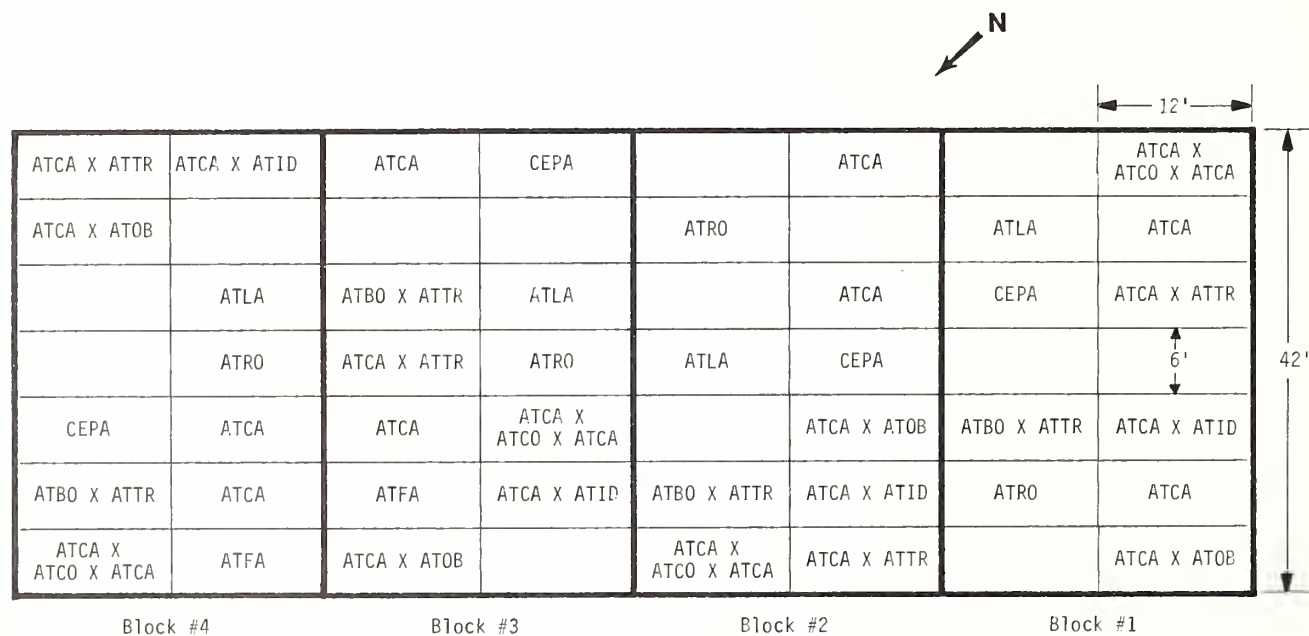 N
12'
ATCA X ATTR ATCA X ATID ATCA CEPA ATCA ATCA X
ATCO X ATCA
ATCA X ATOB ATRO ATLA ATCA
ATLA ATBO X ATTR ATLA ATCA CEPA ATCA X ATTR
ATRO ATCA X ATTR ATRO ATLA CEPA 6' 42'
CEPA ATCA ATCA ATCA X
ATCO X ATCA ATCA X ATOB ATBO X ATTR ATCA X ATID
ATBO X ATTR ATCA ATFA ATCA X ATID ATBO X ATTR ATCA X ATID ATRO ATCA
ATCA X
ATCO X ATCA ATFA ATCA X ATOB ATCA X
ATCO X ATCA ATCA X ATTR ATCA X ATOB
Block #4 Block #3 Block #2 Block #1